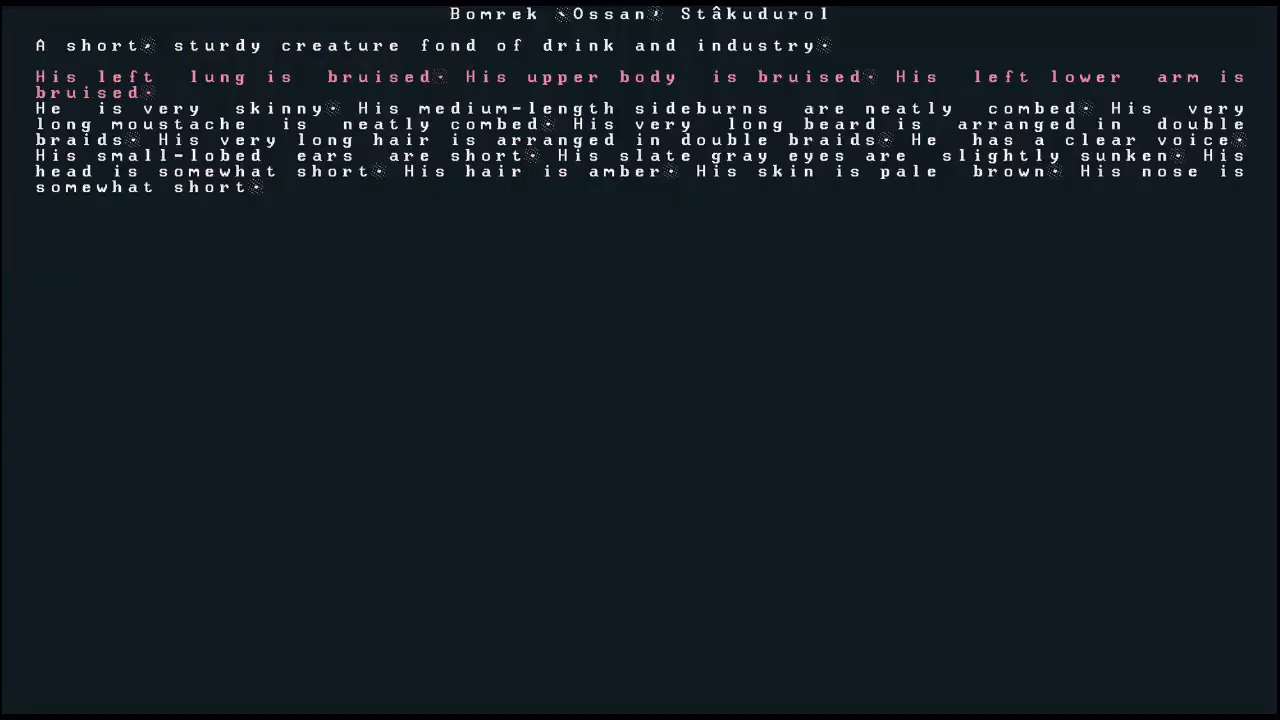 Bomrek `Ossan' Stâkudurol
A short, sturdy creature fond of drink and industry.
His left lung is bruised. His upper body is bruised. His left lower arm is
bruised.
He is very skinny. His medium-length sideburns are neatly combed. His very
long moustache is neatly combed. His very long beard is arranged in double
braids. His very long hair is arranged in double braids. He has a clear voice.
His small-lobed ears are short. His slate gray eyes are slightly sunken. His
head is somewhat short. His hair is amber. His skin is pale brown. His nose is
somewhat short.